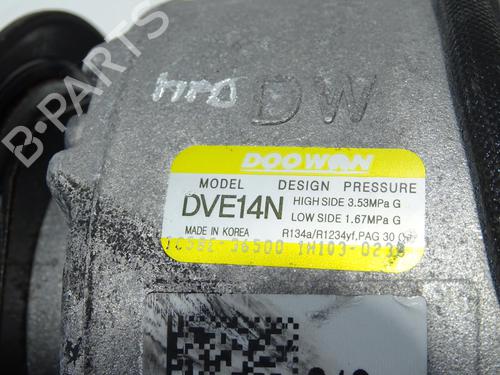 B-PARTS
DW
DOOWON
MODEL DESIGN PRESSURE
DVE14N HIGH SIDE 3.53MPa G
LOW SIDE 1.67MPa G
MADE IN KOREA R134a/R1234yf, PAG 30